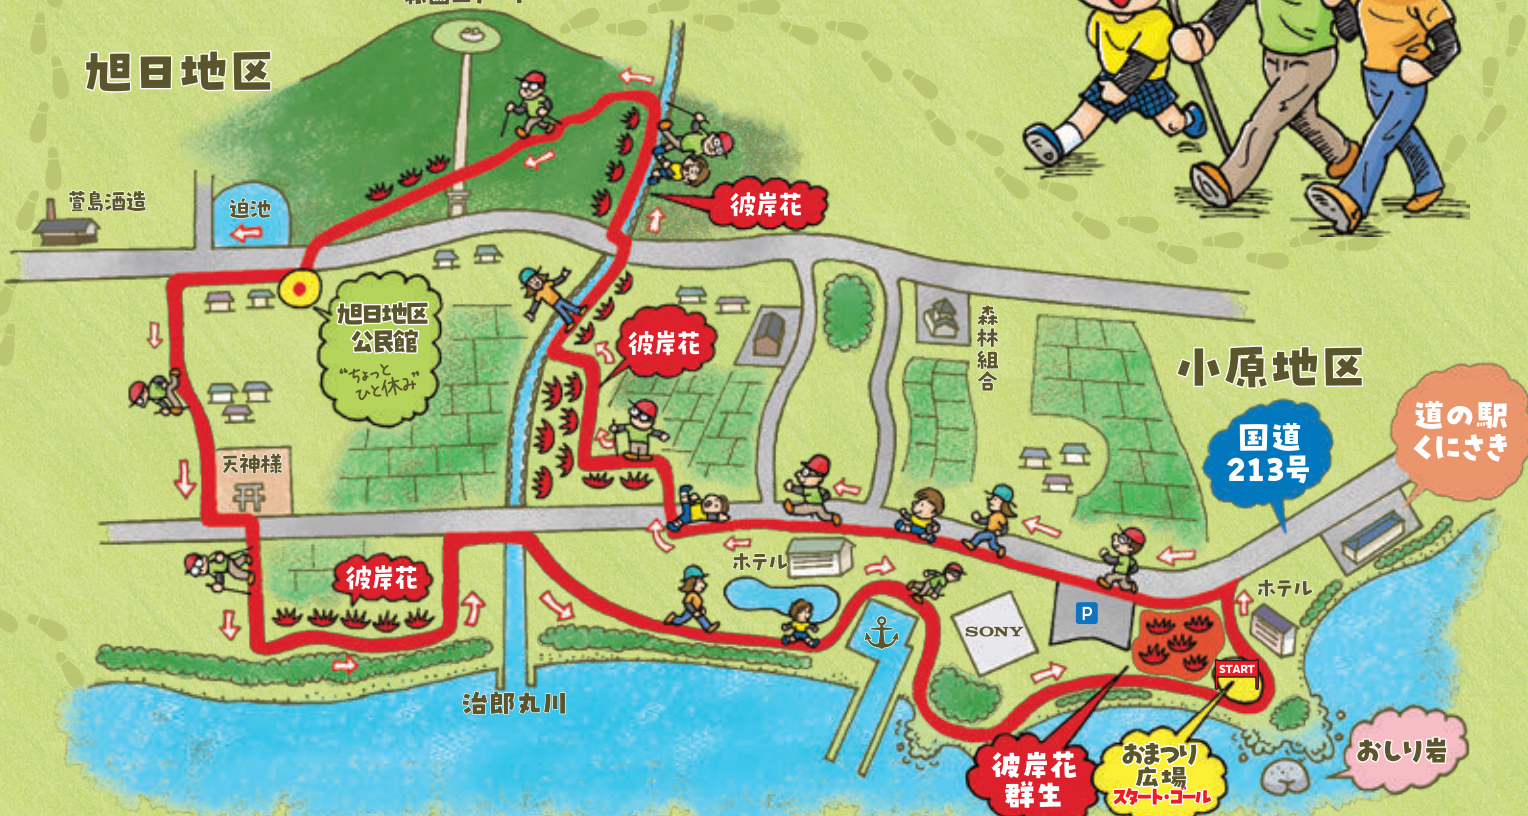 旭日地区
萱島酒造
迫池
彼岸花
旭日地区
公民館
“ちょっと
ひと休み”
彼岸花
森林組合
小原地区
国道
213号
道の駅
くにさき
天神様
ホテル
彼岸花
ホテル
P
SONY
START
治郎丸川
彼岸花
群生
おまつり
広場
スタート・ゴール
おしり岩